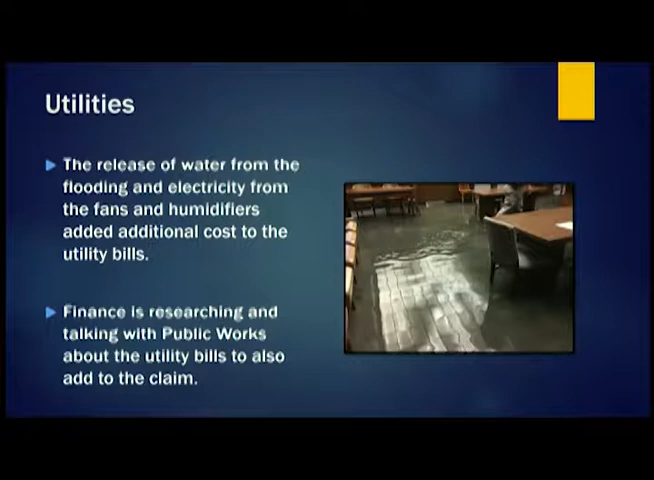 Utilities
The release of water from the
flooding and electricity from
the fans and humidifiers
added additional cost to the
utility bills.
Finance is researching and
talking with Public Works
about the utility bills to also
add to the claim.